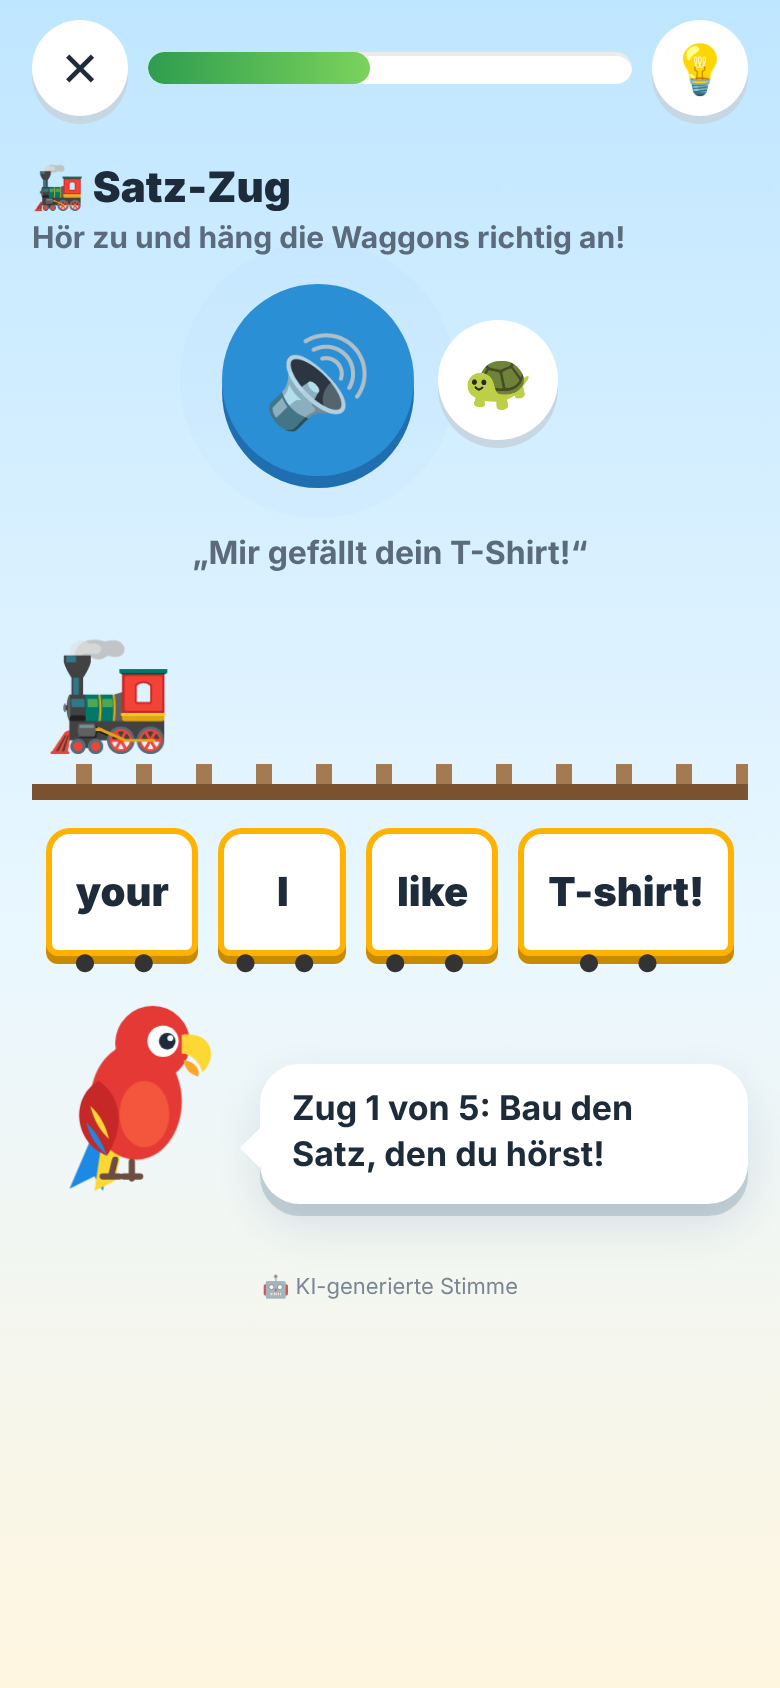 Satz-Zug
Hör zu und häng die Waggons richtig an!
„Mir gefällt dein T-Shirt!“
your I like T-shirt!
Zug 1 von 5: Bau den
Satz, den du hörst!
KI-generierte Stimme